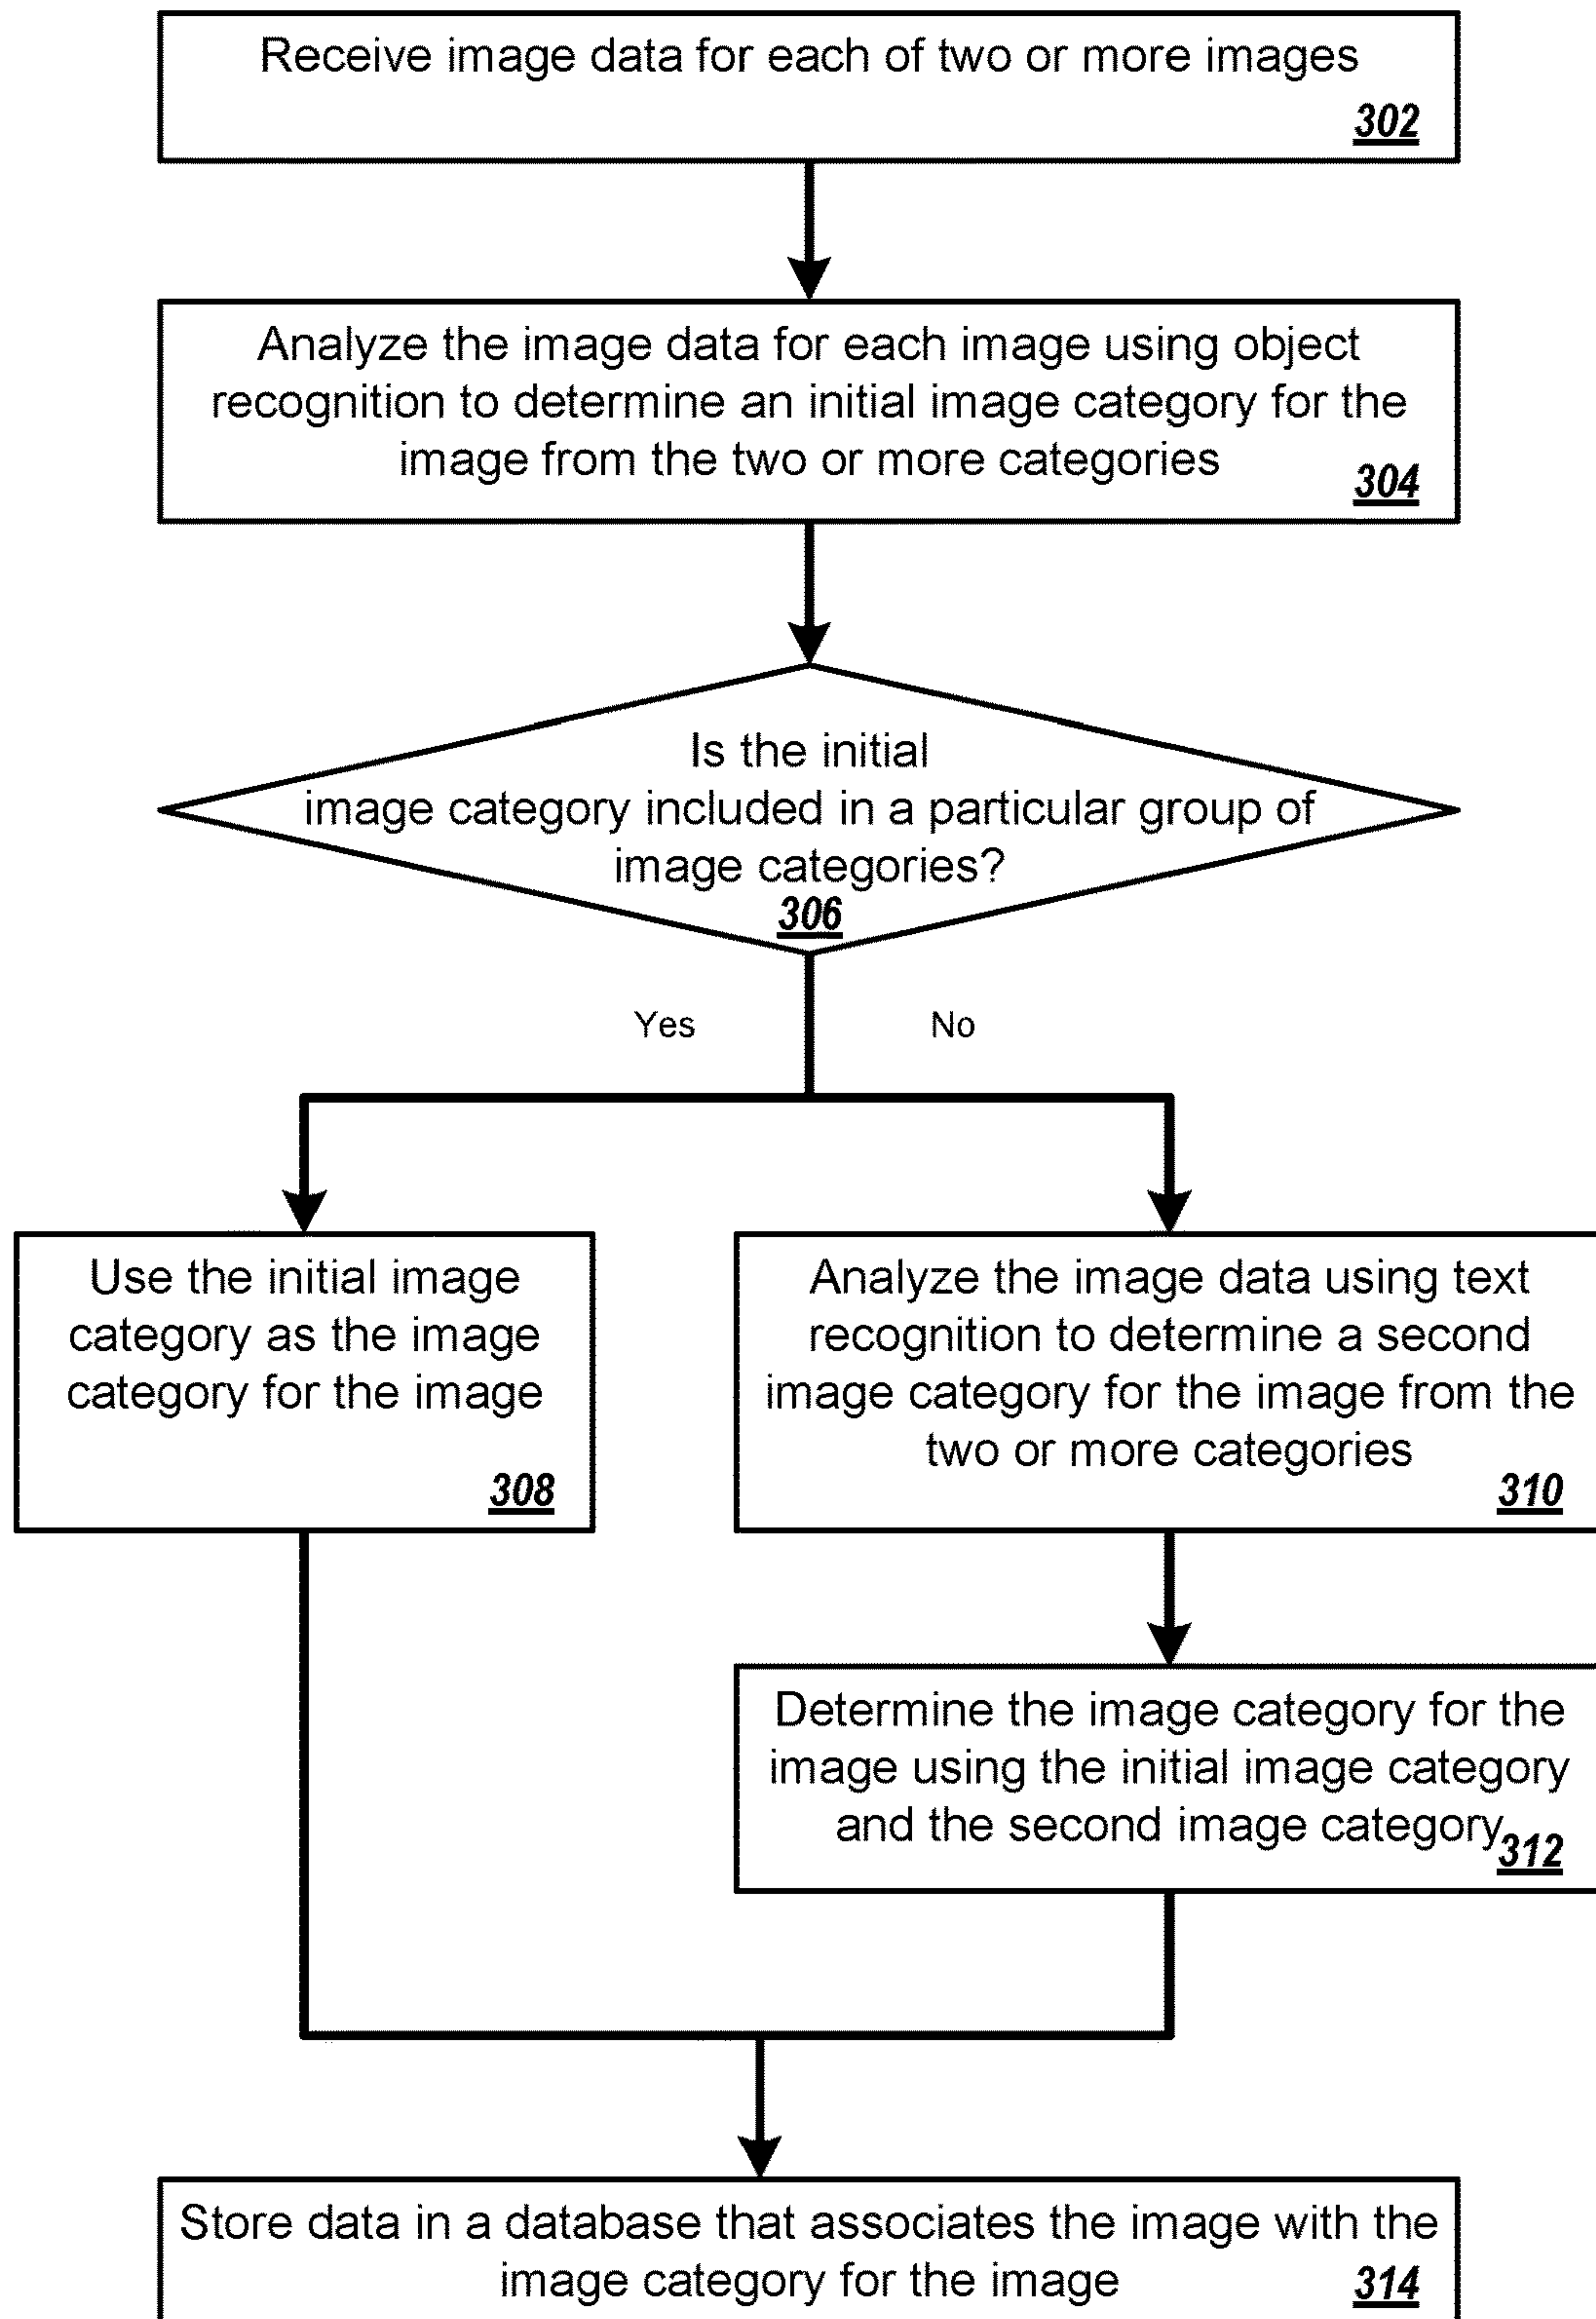 Receive image data for each of two or more images
302
Analyze the image data for each image using object
recognition to determine an initial image category for the
image from the two or more categories
304
Is the initial
image category included in a particular group of
image categories?
306
Yes
No
Use the initial image
category as the image
category for the image
308
Analyze the image data using text
recognition to determine a second
image category for the image from the
two or more categories
310
Determine the image category for the
image using the initial image category
and the second image category
312
Store data in a database that associates the image with the
image category for the image
314